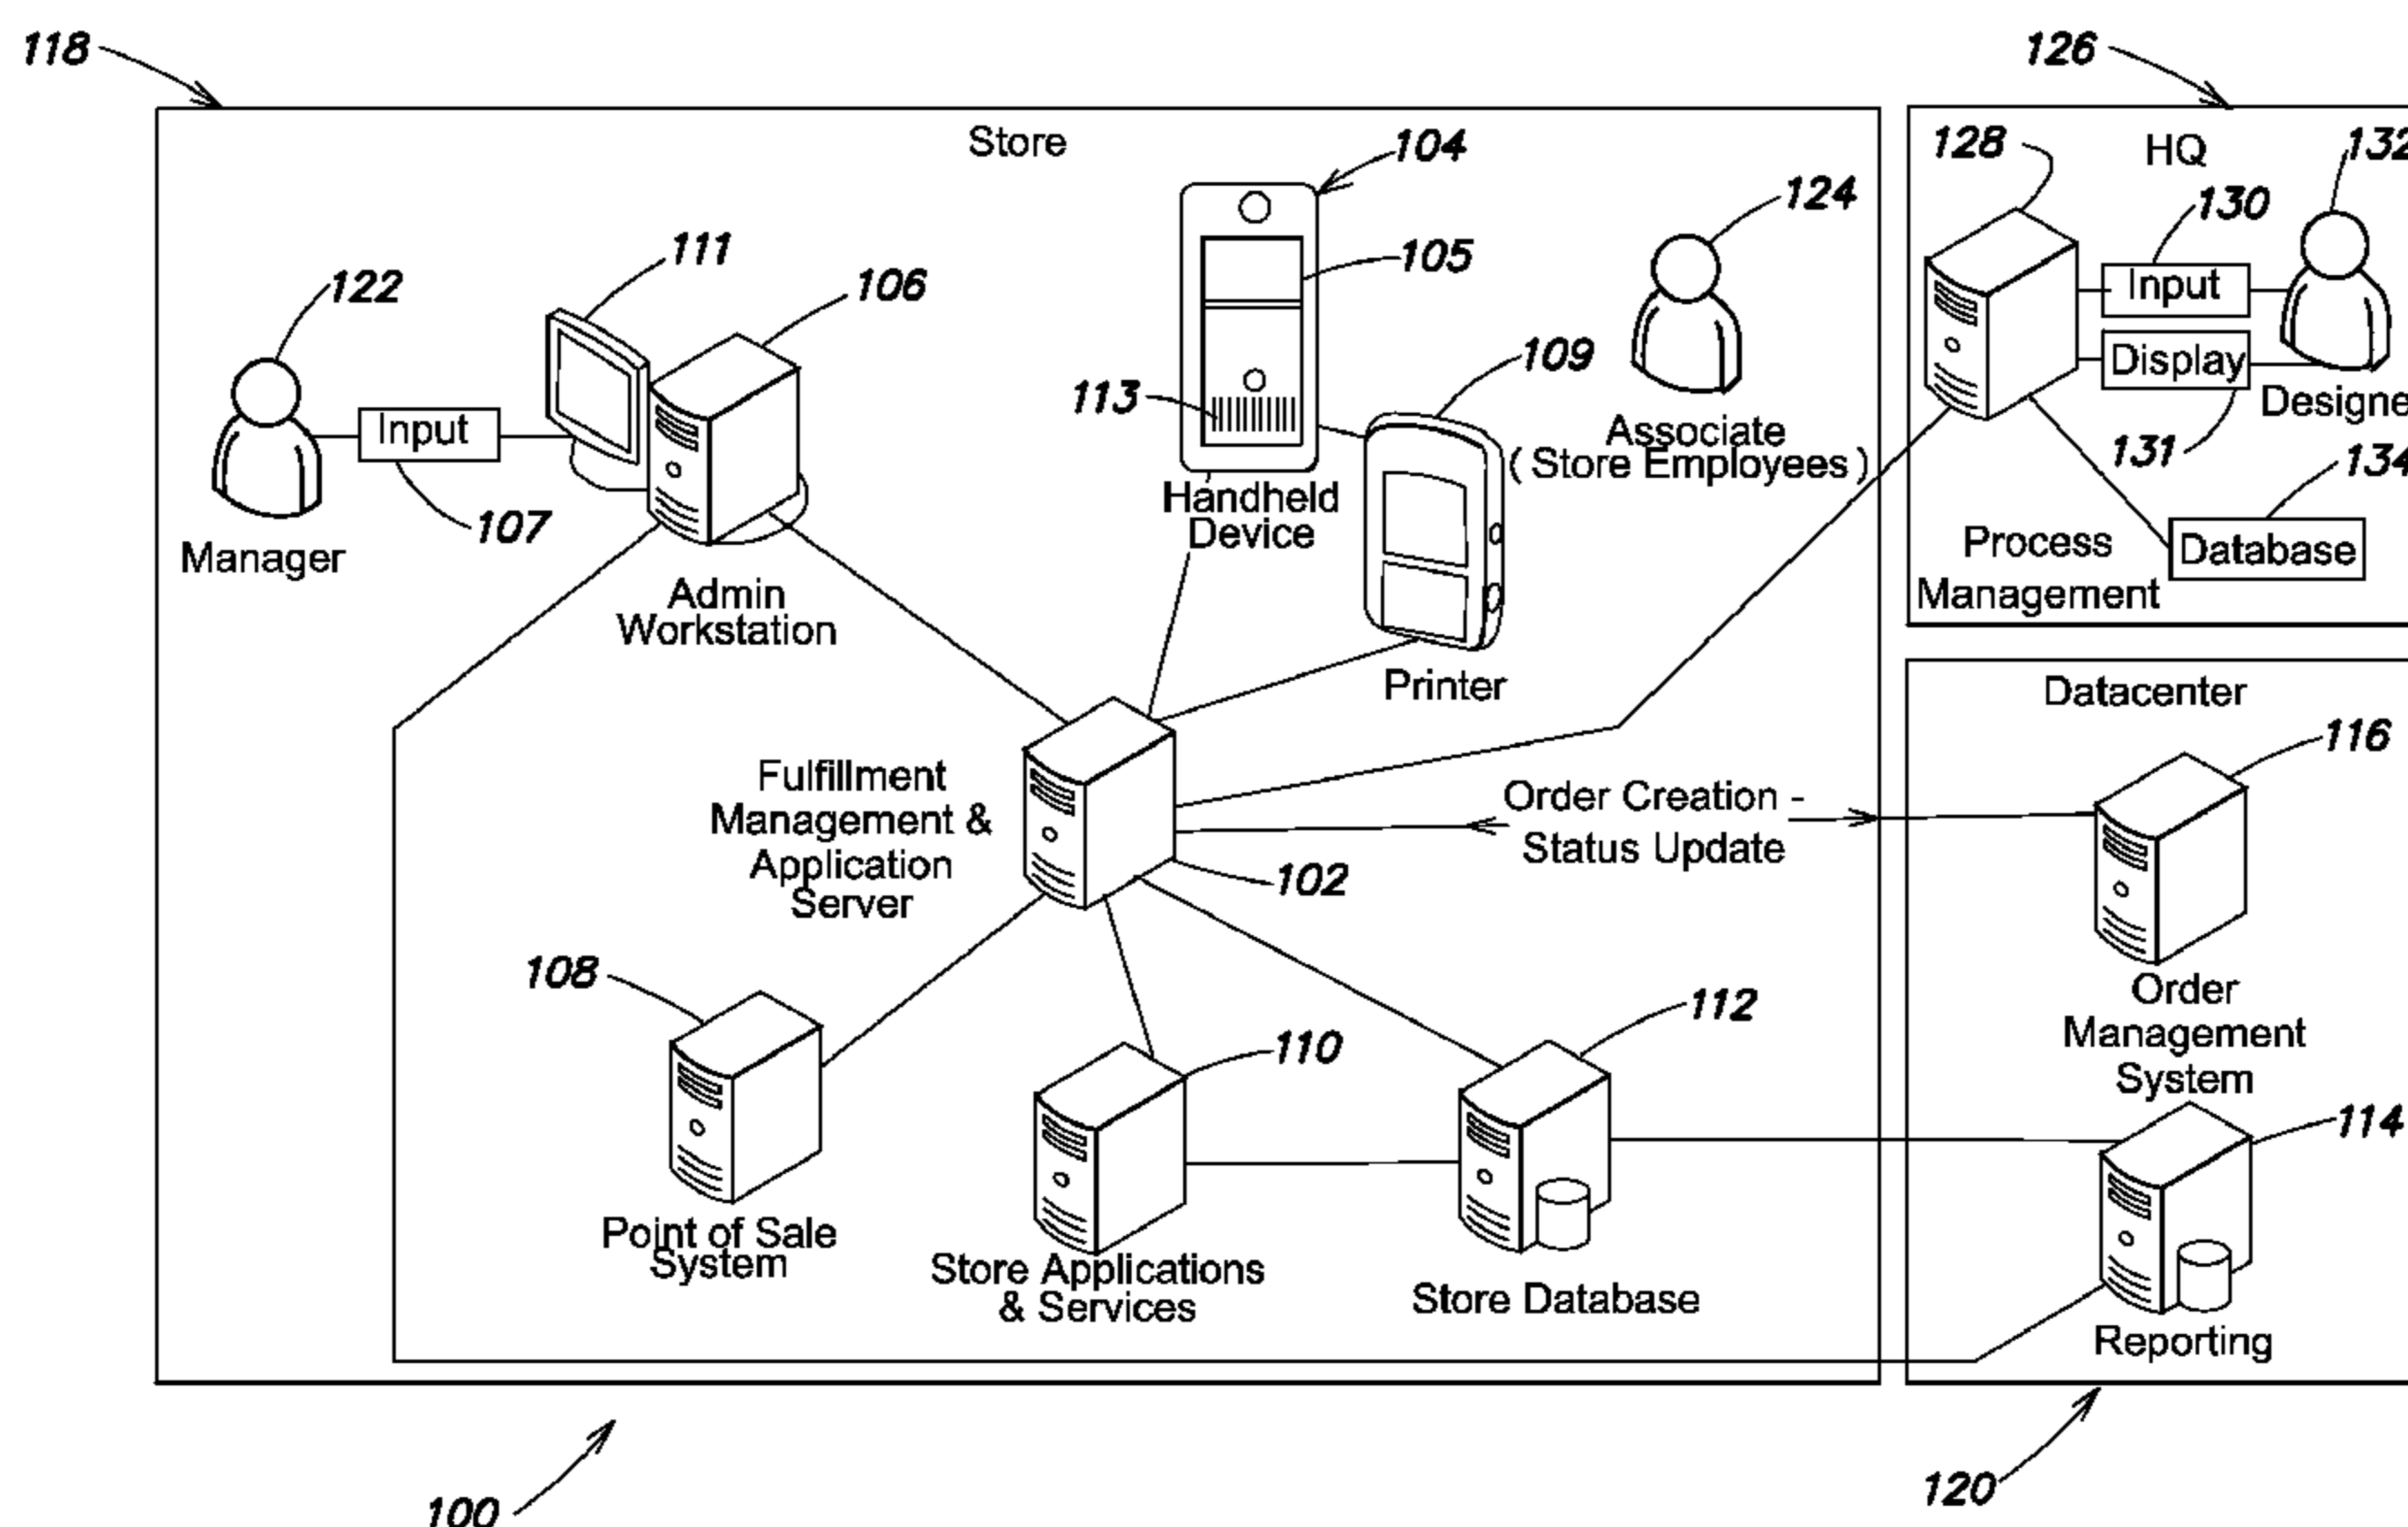 118
126
Store
104
128
HQ
132
124
130
111
105
122
106
Input
109
Display
113
Designe
Input
Associate
( Store Employees )
131
134
107
Handheld
Device
Manager
Process
Management
Database
Admin
Workstation
Printer
Datacenter
116
Fulfillment
Management &
Application
Server
Order Creation -
Status Update
102
108
112
Order
Management
System
110
114
Point of Sale
System
Store Applications
& Services
Store Database
Reporting
100
120